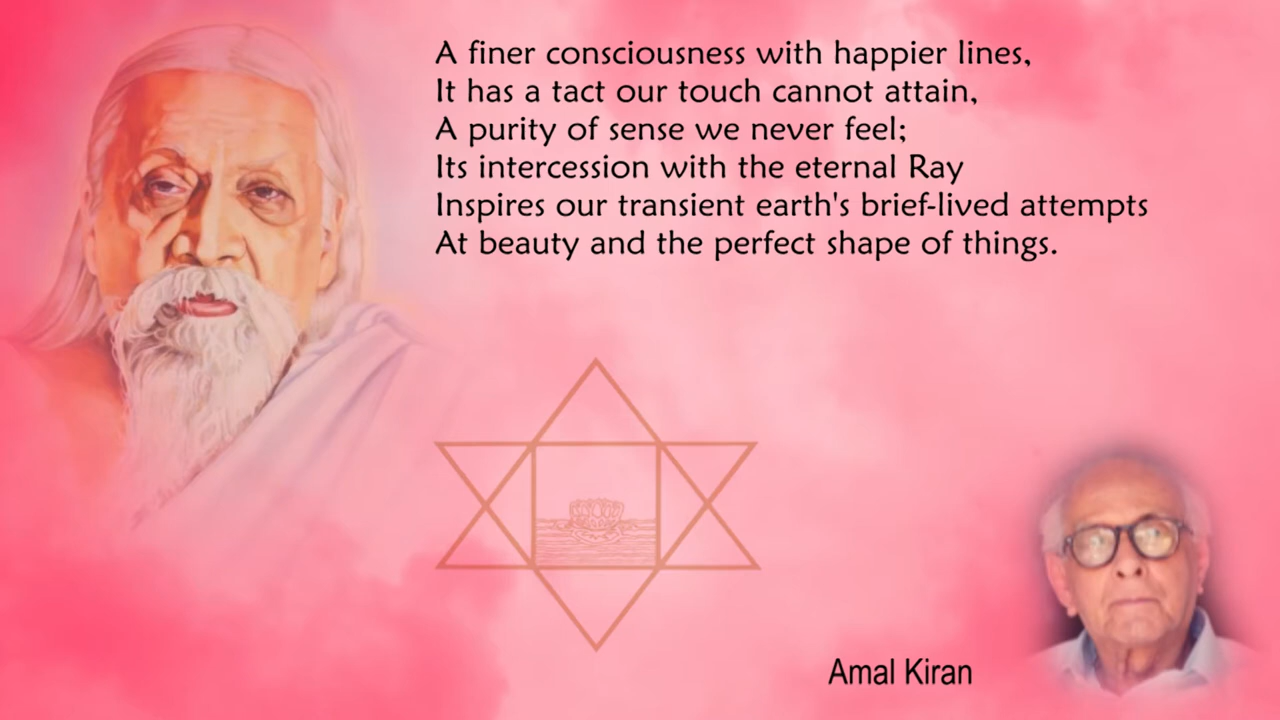 A finer consciousness with happier lines,
It has a tact our touch cannot attain,
A purity of sense we never feel;
Its intercession with the eternal Ray
Inspires our transient earth's brief-lived attempts
At beauty and the perfect shape of things.
Amal Kiran